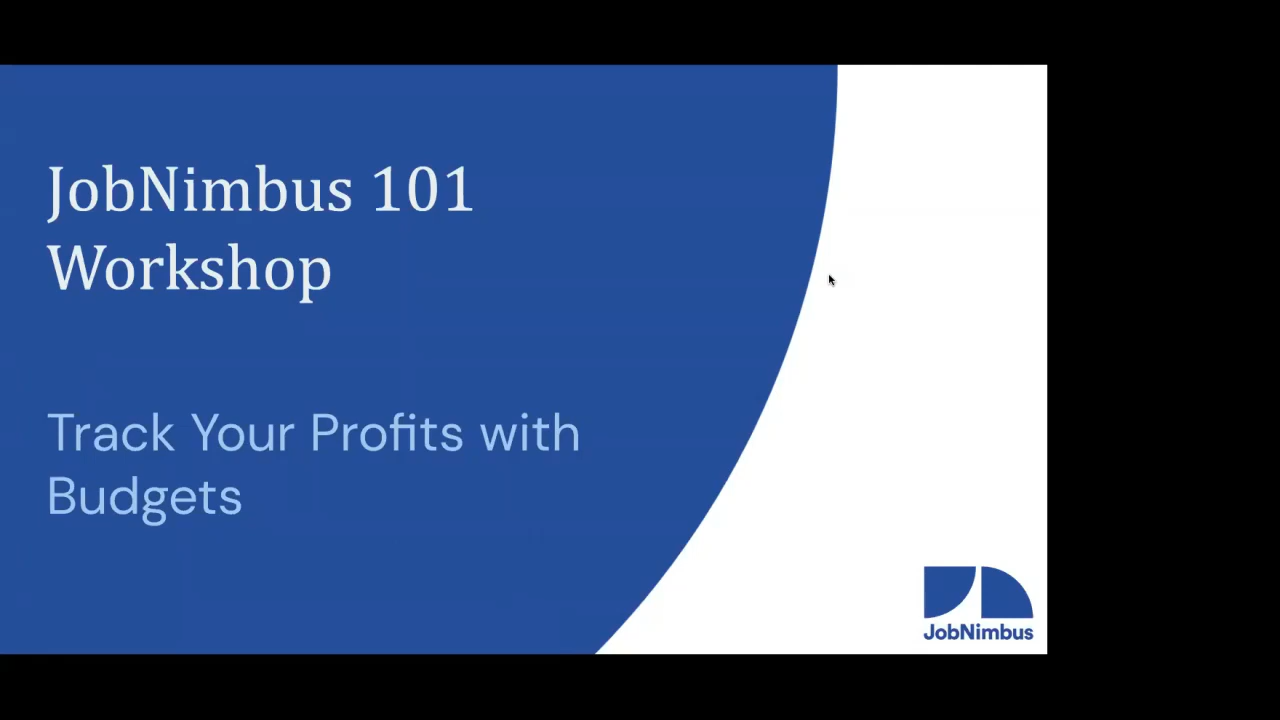 JobNimbus 101
Workshop
Track Your Profits with
Budgets
JobNimbus